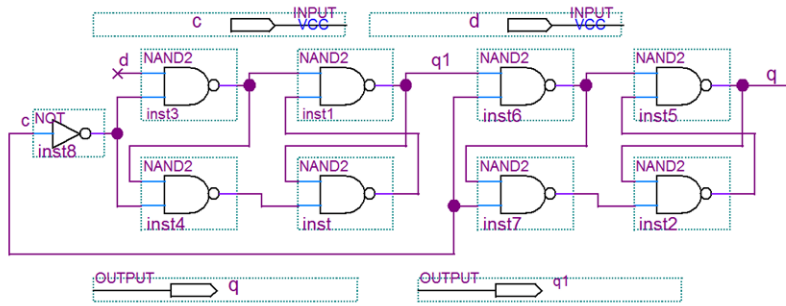 c
INPUT
VCC
d
INPUT
VCC
d
NAND2
inst3
NAND2
inst1
q1
NAND2
inst6
NAND2
inst5
q
c
NOT
inst8
NAND2
inst4
NAND2
inst
NAND2
inst7
NAND2
inst2
OUTPUT
q
OUTPUT
q1